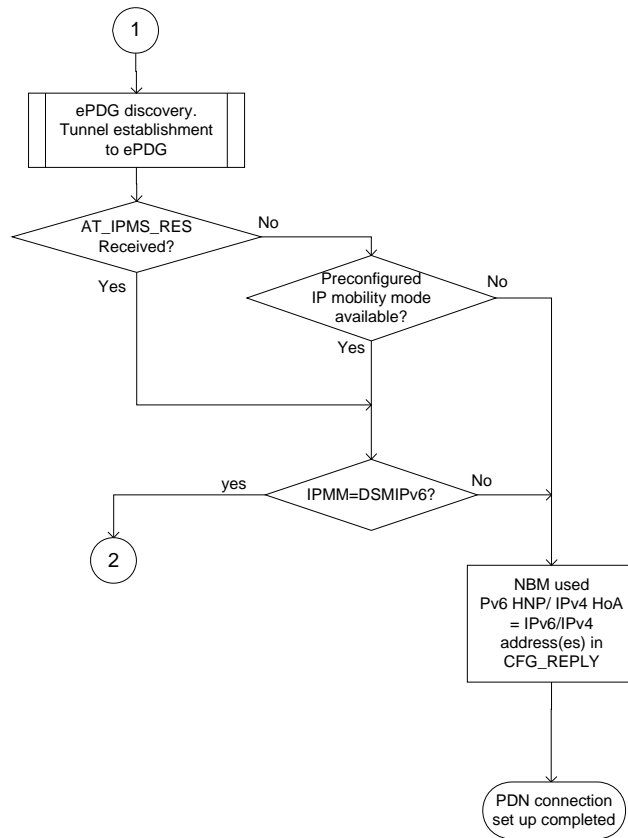 1
ePDG discovery.
Tunnel establishment
to ePDG
AT_IPMS_RES
Received?
No
Yes
Preconfigured
IP mobility mode
available?
No
Yes
IPMM=DSMIPv6?
yes
No
2
NBM used
Pv6 HNP/ IPv4 HoA
= IPv6/IPv4
address(es) in
CFG_REPLY
PDN connection
set up completed